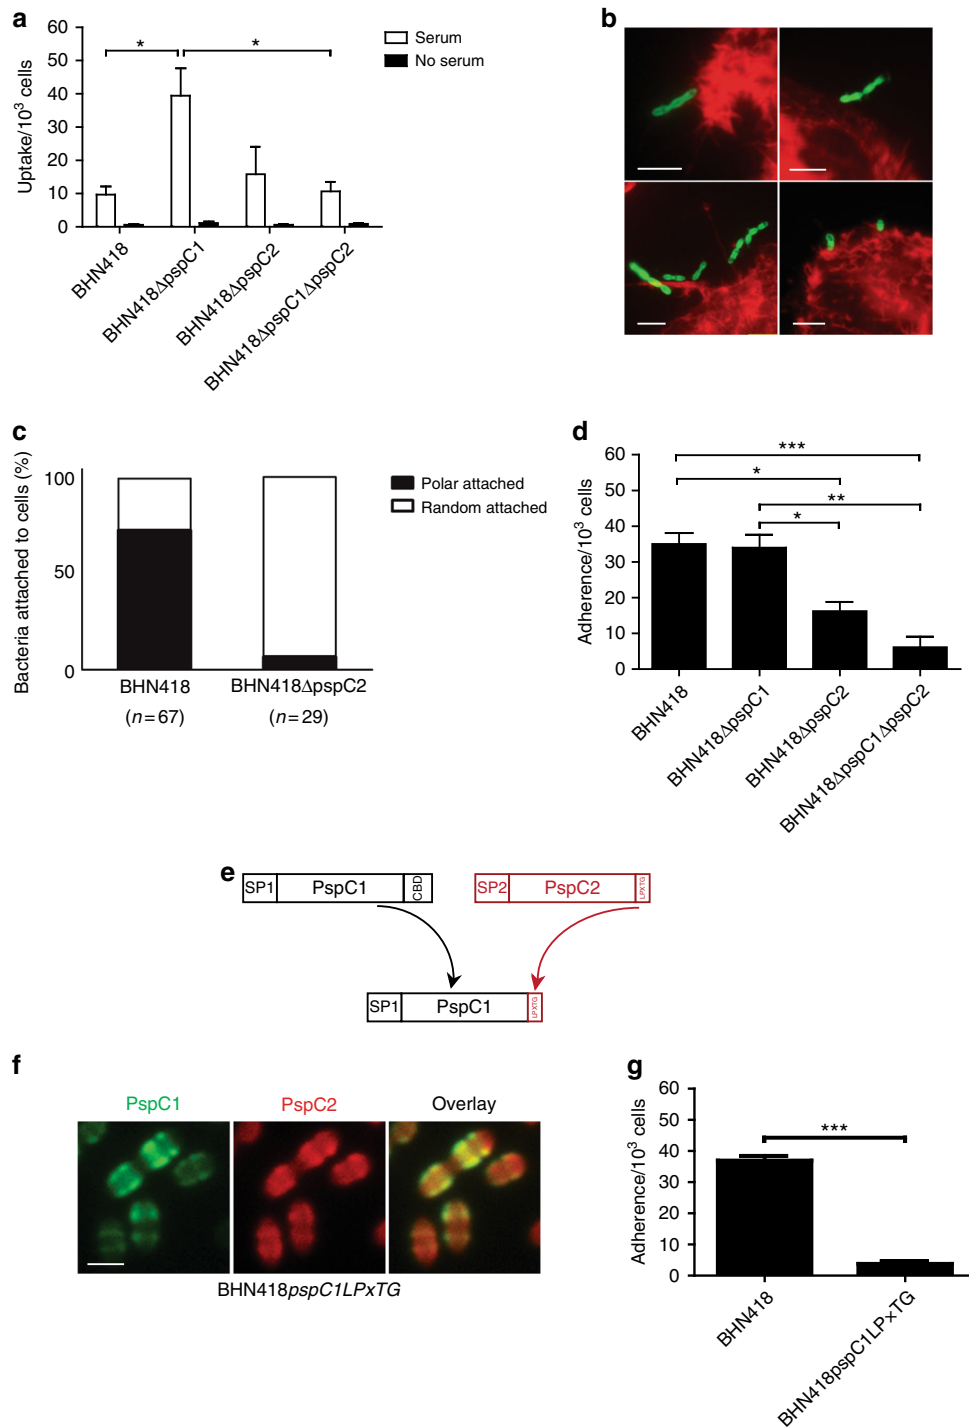 a
60
50
40
30
20
10
0
Uptake/10³ cells
*
*
Serum
No serum
BHN418
BHN418ΔpspC1
BHN418ΔpspC2
BHN418ΔpspC1ΔpspC2
b
c
Bacteria attached to cells (%)
100
50
0
Polar attached
Random attached
BHN418
(n=67)
BHN418ΔpspC2
(n=29)
d
60
50
40
30
20
10
0
Adherence/10³ cells
***
*
**
*
BHN418
BHN418ΔpspC1
BHN418ΔpspC2
BHN418ΔpspC1ΔpspC2
e
SP1 PspC1 CBD
SP2 PspC2 LPXTG
SP1 PspC1 LPXTG
f
PspC1 PspC2 Overlay
BHN418pspC1LPxTG
g
60
50
40
30
20
10
0
Adherence/10³ cells
***
BHN418
BHN418pspC1LP×TG